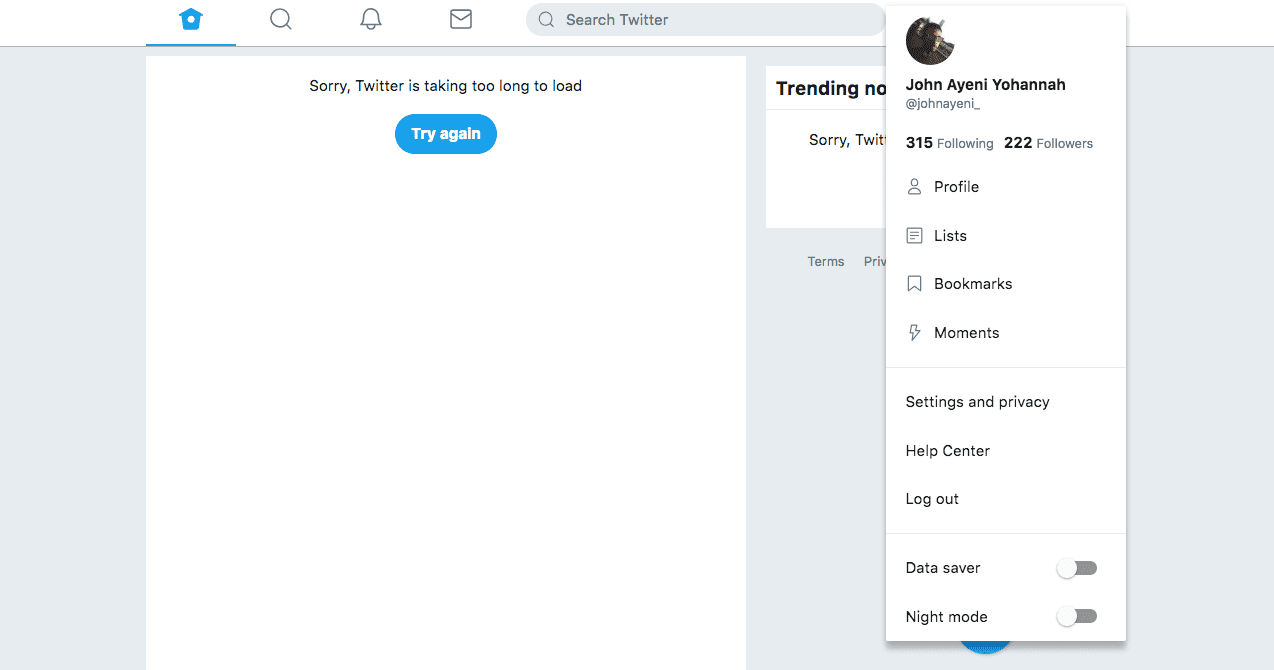 Search Twitter
Sorry, Twitter is taking too long to load
Try again
Trending no
Sorry, Twitt
Terms Priv
John Ayeni Yohannah
@johnayeni_
315 Following 222 Followers
Profile
Lists
Bookmarks
Moments
Settings and privacy
Help Center
Log out
Data saver
Night mode